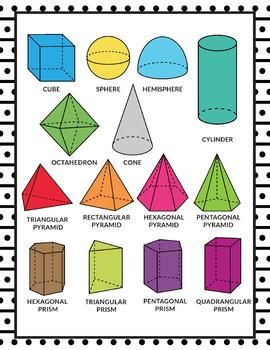 CUBE
SPHERE
HEMISPHERE
CYLINDER
OCTAHEDRON
CONE
TRIANGULAR
PYRAMID
RECTANGULAR
PYRAMID
HEXAGONAL
PYRAMID
PENTAGONAL
PYRAMID
HEXAGONAL
PRISM
TRIANGULAR
PRISM
PENTAGONAL
PRISM
QUADRANGULAR
PRISM